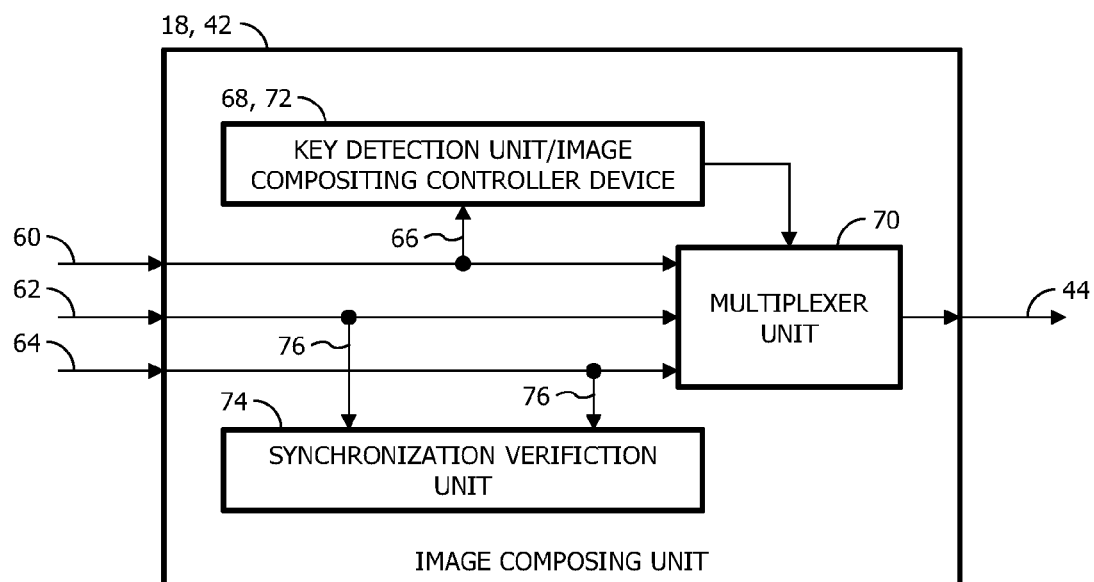 18, 42
68, 72
KEY DETECTION UNIT/IMAGE
COMPOSITING CONTROLLER DEVICE
60
66
70
62
MULTIPLEXER
UNIT
44
64
76
76
74
SYNCHRONIZATION VERIFICTION
UNIT
IMAGE COMPOSING UNIT